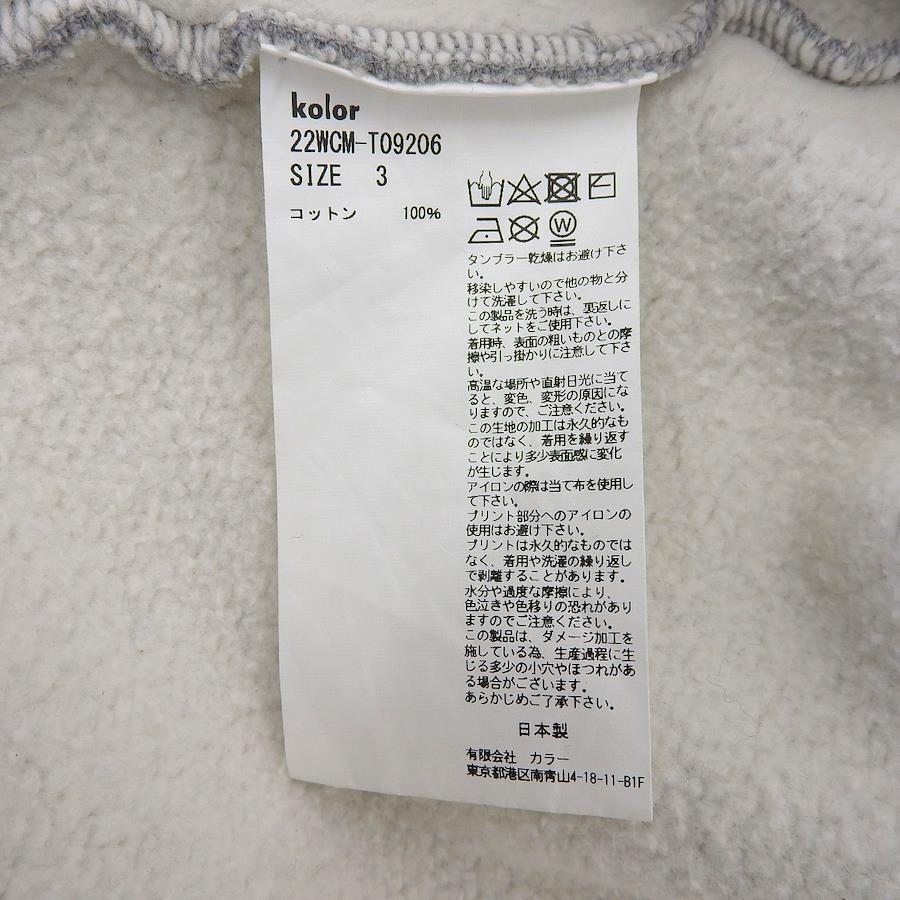 kolor
22WCM-T09206
SIZE 3
コットン 100%
W
タンブラー乾燥はお避け下さ
い。
移染しやすいので他の物と分
けて洗濯して下さい。
この製品を洗う時は、裏返しに
してネットをご使用下さい。
着用時、表面の粗いものとの摩
擦や引っ掛かりに注意して下さ
い。
高温な場所や直射日光に当て
ると、変色、変形の原因にな
りますので、ご注意ください。
この生地の加工は永久的なも
のではなく、着用を繰り返す
ことにより多少表面感に変化
が生じます。
アイロンの際は当て布を使用し
て下さい。
プリント部分へのアイロンの
使用はお避け下さい。
プリントは永久的なものでは
なく、着用や洗濯の繰り返し
で剥離することがあります。
水分や過度な摩擦により、
色泣きや色移りの恐れがあり
ますのでご注意ください。
この製品は、ダメージ加工を
施している為、生産過程に生
じる多少の小穴やほつれがあ
る場合がございます。
あらかじめご了承下さい。
日本製
有限会社 カラー
東京都港区南青山4-18-11-B1F